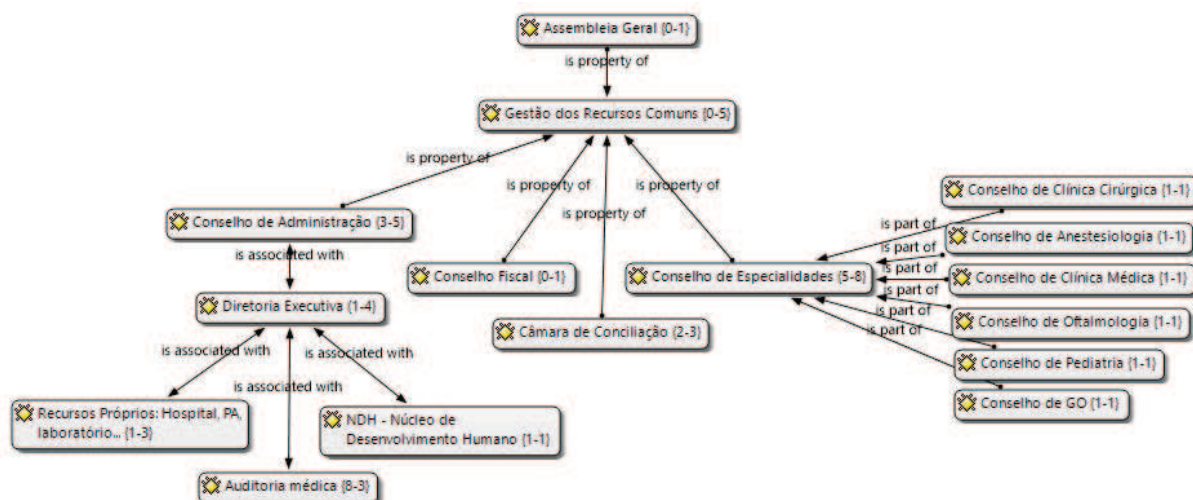 Assembleia Geral {0-1}
is property of
Gestão dos Recursos Comuns {0-5}
is property of
is property of
is property of
is property of
Conselho de Administração {3-5}
is associated with
Conselho Fiscal {0-1}
Conselho de Especialidades {5-8}
Conselho de Clínica Cirúrgica {1-1}
is part of
Conselho de Anestesiologia {1-1}
is part of
Conselho de Clínica Médica {1-1}
is part of
Conselho de Oftalmologia {1-1}
is part of
Conselho de Pediatria {1-1}
is part of
Conselho de GO {1-1}
is part of
Diretoria Executiva {1-4}
Câmara de Conciliação {2-3}
is associated with
is associated with
is associated with
Recursos Próprios: Hospital, PA,
laboratório... {1-3}
NDH - Núcleo de
Desenvolvimento Humano {1-1}
Auditoria médica {8-3}